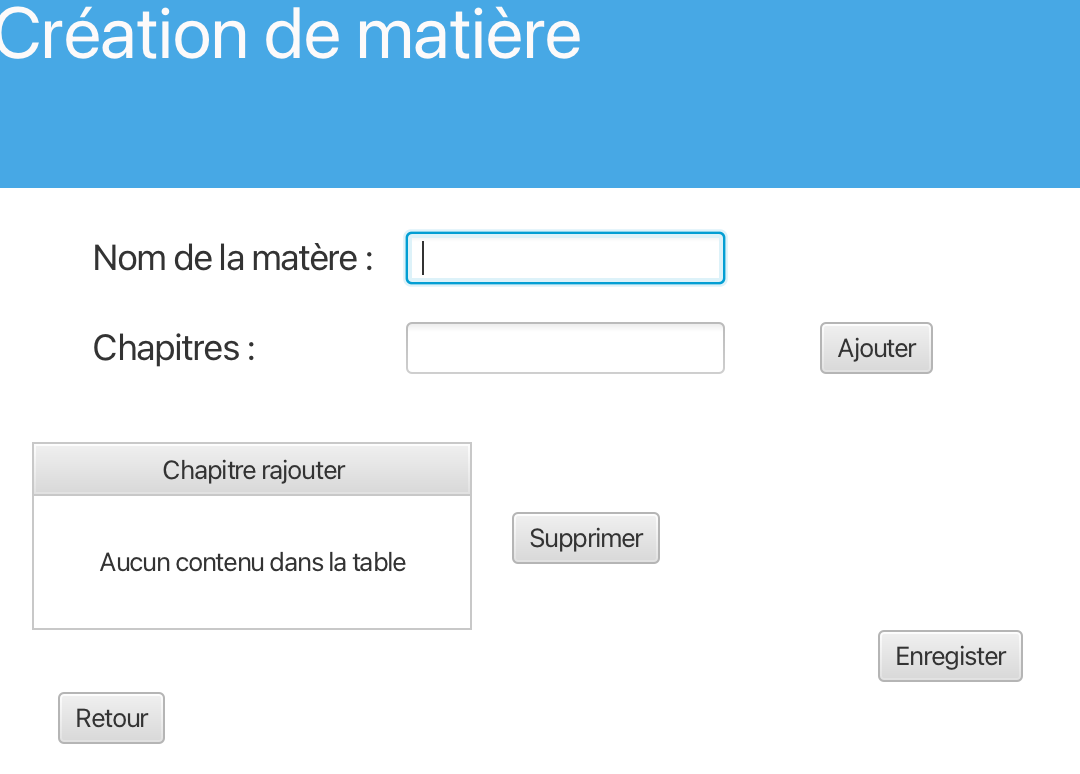 Création de matière
Nom de la matère :
Chapitres :
Ajouter
Chapitre rajouter
Aucun contenu dans la table
Supprimer
Enregister
Retour